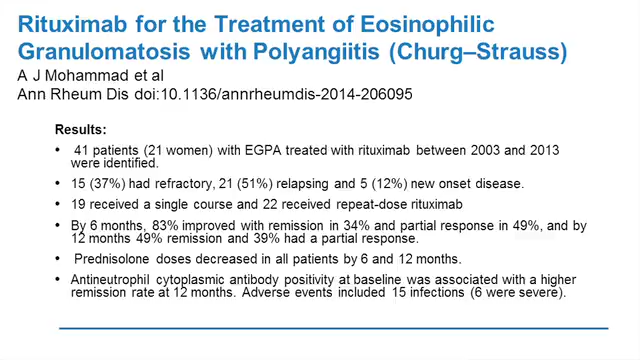 Rituximab for the Treatment of Eosinophilic
Granulomatosis with Polyangiitis (Churg–Strauss)
A J Mohammad et al
Ann Rheum Dis doi:10.1136/annrheumdis-2014-206095
Results:
• 41 patients (21 women) with EGPA treated with rituximab between 2003 and 2013
were identified.
• 15 (37%) had refractory, 21 (51%) relapsing and 5 (12%) new onset disease.
• 19 received a single course and 22 received repeat-dose rituximab
• By 6 months, 83% improved with remission in 34% and partial response in 49%, and by
12 months 49% remission and 39% had a partial response.
• Prednisolone doses decreased in all patients by 6 and 12 months.
• Antineutrophil cytoplasmic antibody positivity at baseline was associated with a higher
remission rate at 12 months. Adverse events included 15 infections (6 were severe).